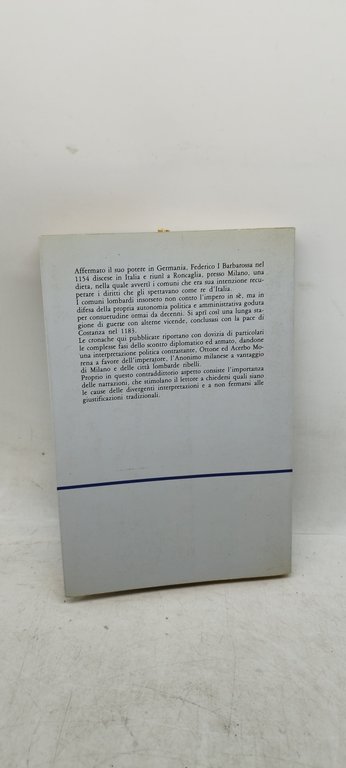 Affermato il suo potere in Germania, Federico I Barbarossa nel
1154 discese in Italia e riunì a Roncaglia, presso Milano, una
dieta, nella quale avvertì i comuni che era sua intenzione recu-
perare i diritti che gli spettavano come re d'Italia.
I comuni lombardi insorsero non contro l'impero in sè, ma in
difesa della propria autonomia politica e amministrativa goduta
per consuetudine ormai da decenni. Si aprì così una lunga sta-
gione di guerre con alterne vicende, conclusasi con la pace di
Costanza nel 1183.
Le cronache qui pubblicate riportano con dovizia di particolari
le complesse fasi dello scontro diplomatico ed armato, dandone
una interpretazione politica contrastante, Ottone ed Acerbo Mo-
rena a favore dell'imperatore, l'Anonimo milanese a vantaggio
di Milano e delle città lombarde ribelli.
Proprio in questo contraddittorio aspetto consiste l'importanza
delle narrazioni, che stimolano il lettore a chiedersi quali siano
le cause delle divergenti interpretazioni e a non fermarsi alle
giustificazioni tradizionali.